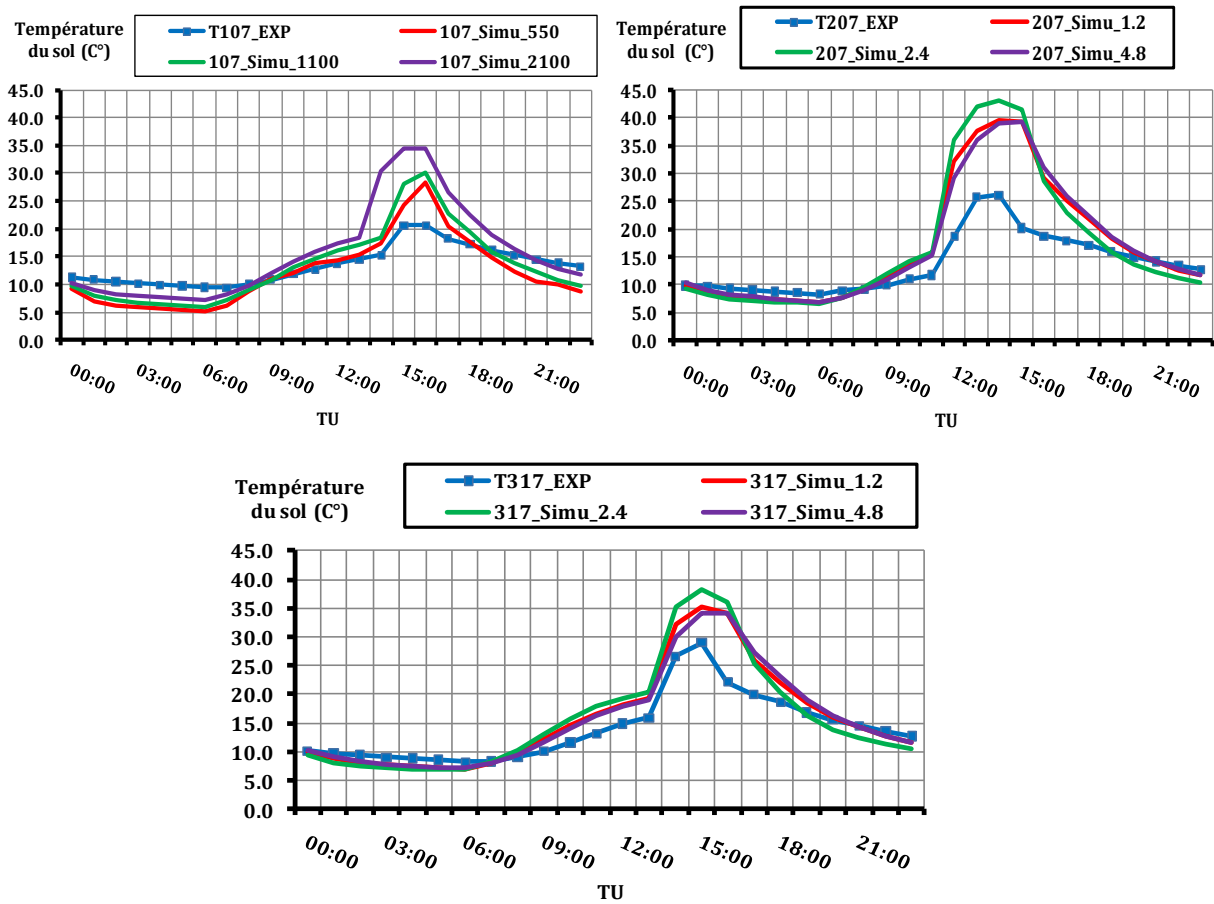 Température
du sol (C°)
T107_EXP 107_Simu_550
107_Simu_1100 107_Simu_2100
45.0
40.0
35.0
30.0
25.0
20.0
15.0
10.0
5.0
0.0
00:00 03:00 06:00 09:00 12:00 15:00 18:00 21:00
TU
Température
du sol (C°)
T207_EXP 207_Simu_1.2
207_Simu_2.4 207_Simu_4.8
45.0
40.0
35.0
30.0
25.0
20.0
15.0
10.0
5.0
0.0
00:00 03:00 06:00 09:00 12:00 15:00 18:00 21:00
TU
Température
du sol (C°)
T317_EXP 317_Simu_1.2
317_Simu_2.4 317_Simu_4.8
45.0
40.0
35.0
30.0
25.0
20.0
15.0
10.0
5.0
0.0
00:00 03:00 06:00 09:00 12:00 15:00 18:00 21:00
TU